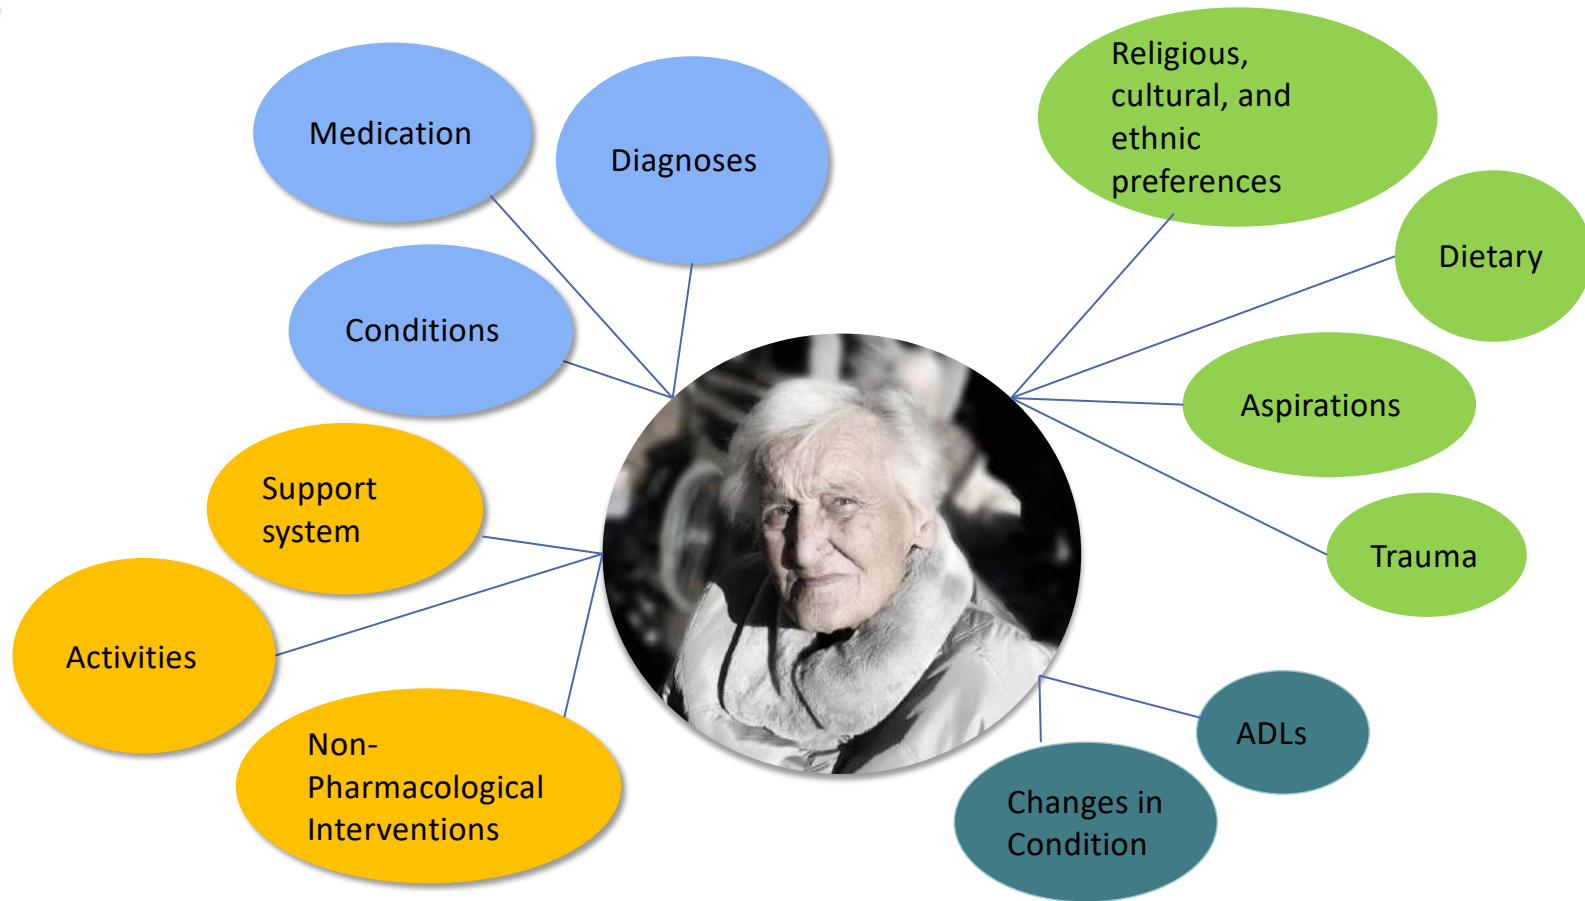 Medication
Diagnoses
Conditions
Religious,
cultural, and
ethnic
preferences
Dietary
Aspirations
Trauma
Support
system
Activities
Non-
Pharmacological
Interventions
ADLs
Changes in
Condition